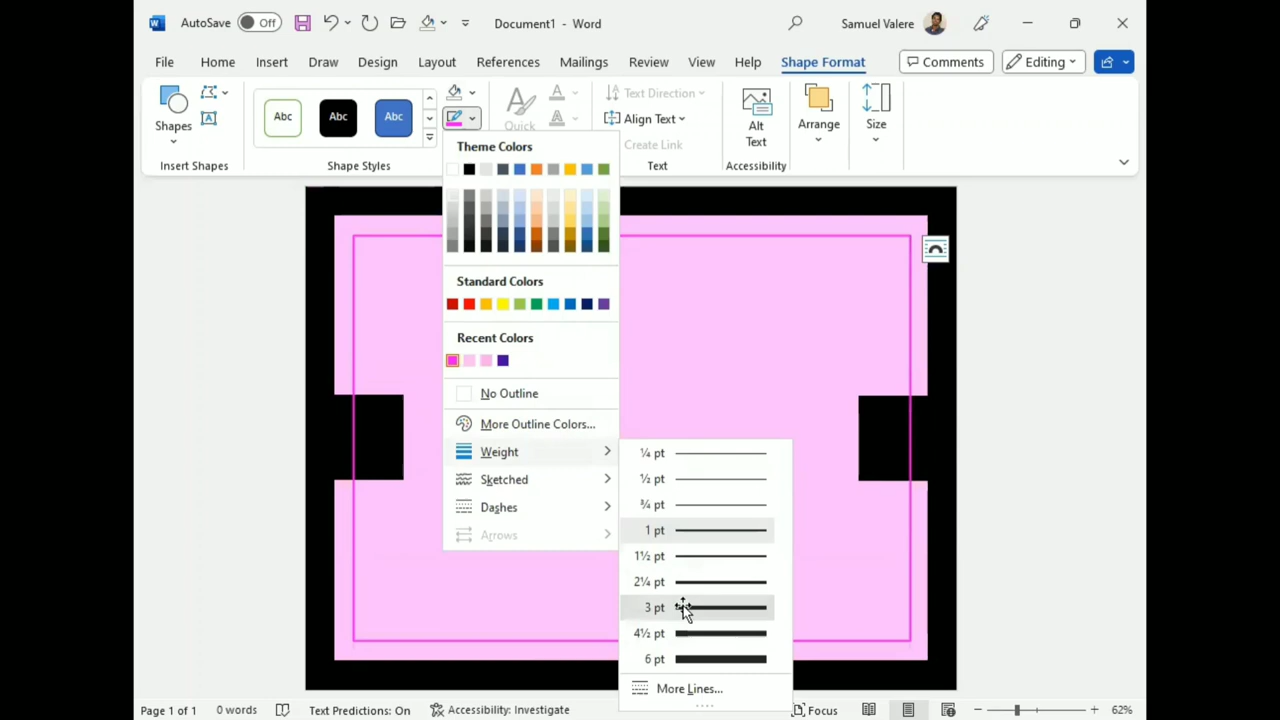 AutoSave Off Document1 - Word Samuel Valere
File Home Insert Draw Design Layout References Mailings Review View Help Shape Format Comments Editing
Shapes
Abc Abc Abc
Quick
Text Direction
Align Text
Create Link
Alt Text
Arrange
Size
Insert Shapes Shape Styles Text Accessibility
Theme Colors
Standard Colors
Recent Colors
No Outline
More Outline Colors...
Weight
Sketched
Dashes
Arrows
¼ pt
½ pt
¾ pt
1 pt
1½ pt
2¼ pt
3 pt
4½ pt
6 pt
More Lines...
Page 1 of 1 0 words Text Predictions: On Accessibility: Investigate Focus 62%